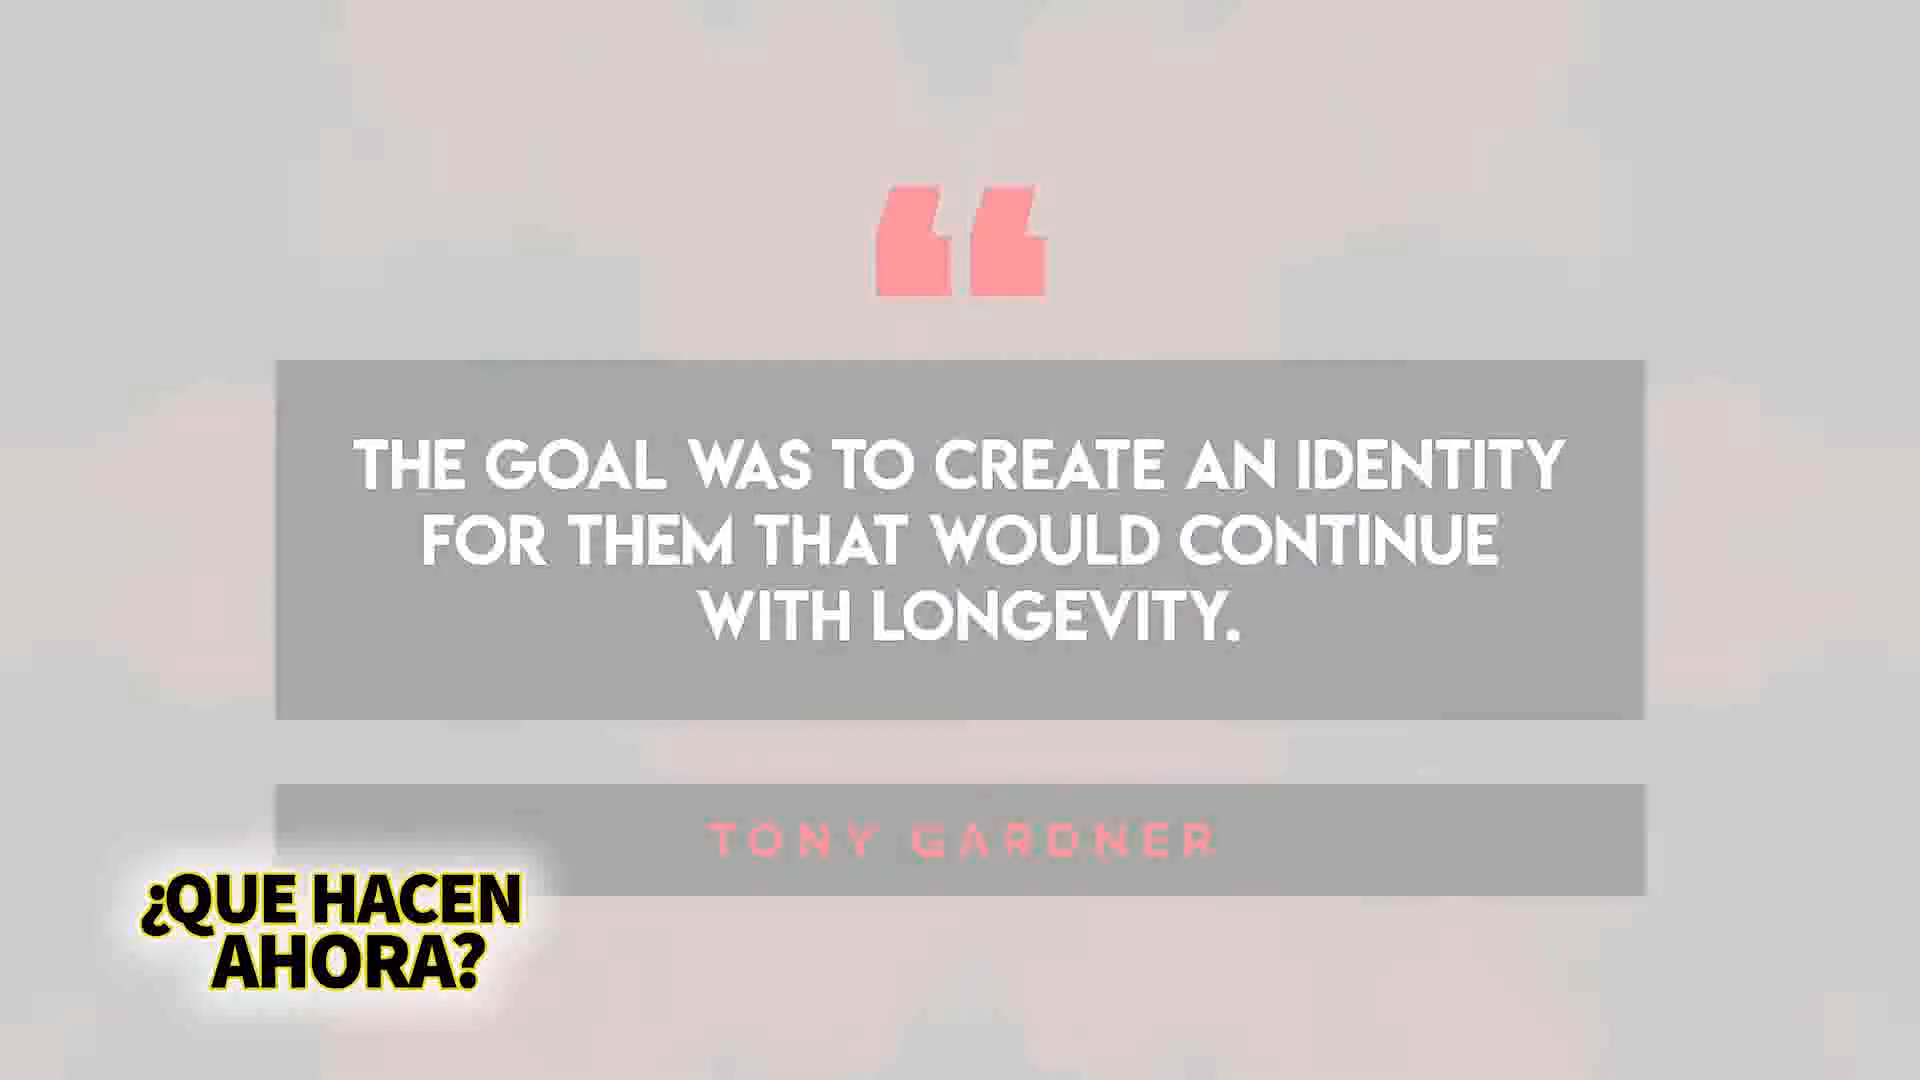 “
THE GOAL WAS TO CREATE AN IDENTITY
FOR THEM THAT WOULD CONTINUE
WITH LONGEVITY.
TONY GARDNER
¿QUE HACEN
AHORA?